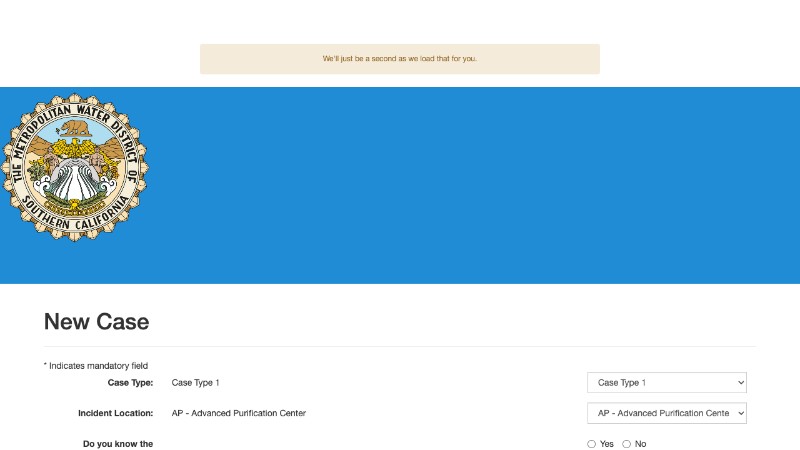 We'll just be a second as we load that for you.
THE METROPOLITAN WATER DISTRICT OF
SOUTHERN CALIFORNIA
New Case
* Indicates mandatory field
Case Type: Case Type 1 Case Type 1
Incident Location: AP - Advanced Purification Center AP - Advanced Purification Cente
Do you know the Yes No